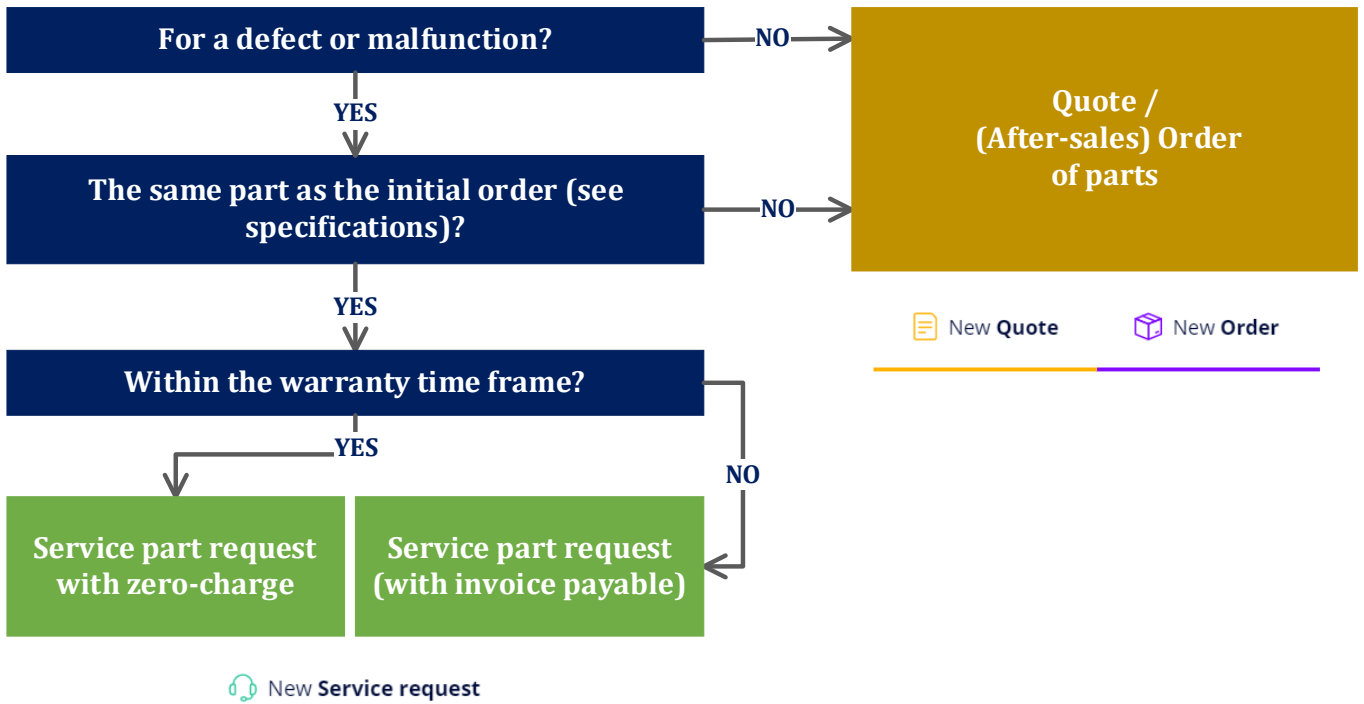 For a defect or malfunction?
NO
Quote /
(After-sales) Order
of parts
YES
The same part as the initial order (see
specifications)?
NO
YES
New Quote
New Order
Within the warranty time frame?
YES
NO
Service part request
with zero-charge
Service part request
(with invoice payable)
New Service request